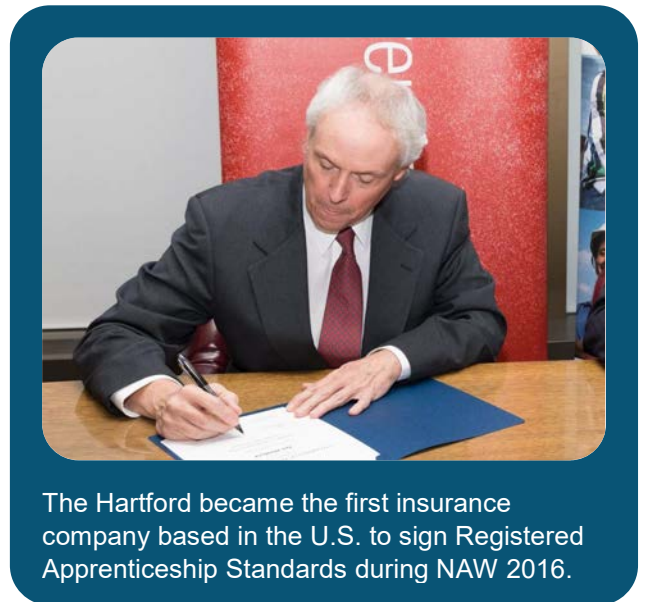 The Hartford became the first insurance
company based in the U.S. to sign Registered
Apprenticeship Standards during NAW 2016.